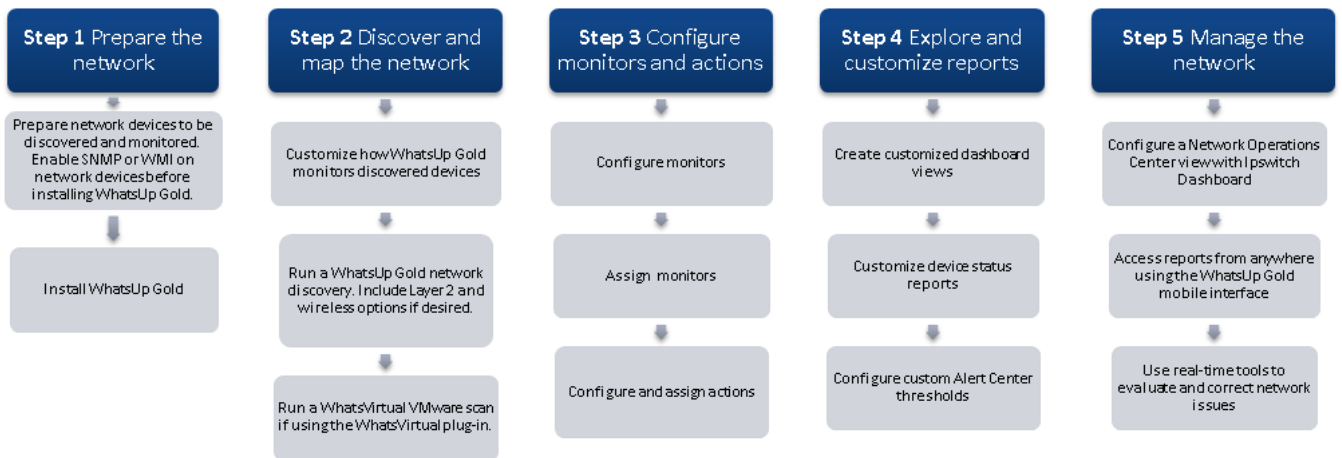 Step 1 Prepare the
network
Prepare network devices to be
discovered and monitored.
Enable SNMP or WMI on
network devices before
installing WhatsUp Gold.
Install WhatsUp Gold
Step 2 Discover and
map the network
Customize how WhatsUp Gold
monitors discovered devices
Run a WhatsUp Gold network
discovery. Include Layer 2 and
wireless options if desired.
Run a WhatsVirtual VMware scan
if using the WhatsVirtual plug-in.
Step 3 Configure
monitors and actions
Configure monitors
Assign monitors
Configure and assign actions
Step 4 Explore and
customize reports
Create customized dashboard
views
Customize device status
reports
Configure custom Alert Center
thresholds
Step 5 Manage the
network
Configure a Network Operations
Center view with Ipswitch
Dashboard
Access reports from anywhere
using the WhatsUp Gold
mobile interface
Use real-time tools to
evaluate and correct network
issues